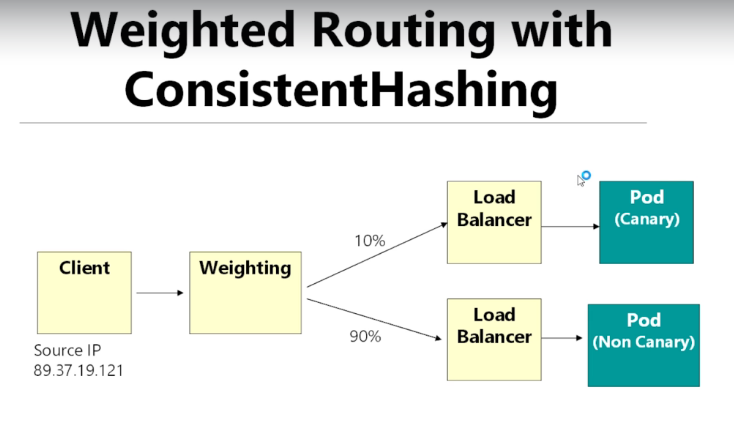 Weighted Routing with
ConsistentHashing
Client
Source IP
89.37.19.121
Weighting
10%
90%
Load
Balancer
Pod
(Canary)
Load
Balancer
Pod
(Non Canary)